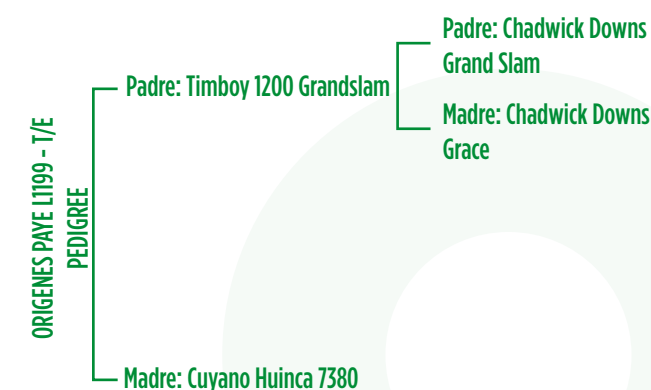 ORIGENES PAYE L1199 - T/E
PEDIGREE
Padre: Timboy 1200 Grandslam
Padre: Chadwick Downs
Grand Slam
Madre: Chadwick Downs
Grace
Madre: Cuyano Huinca 7380